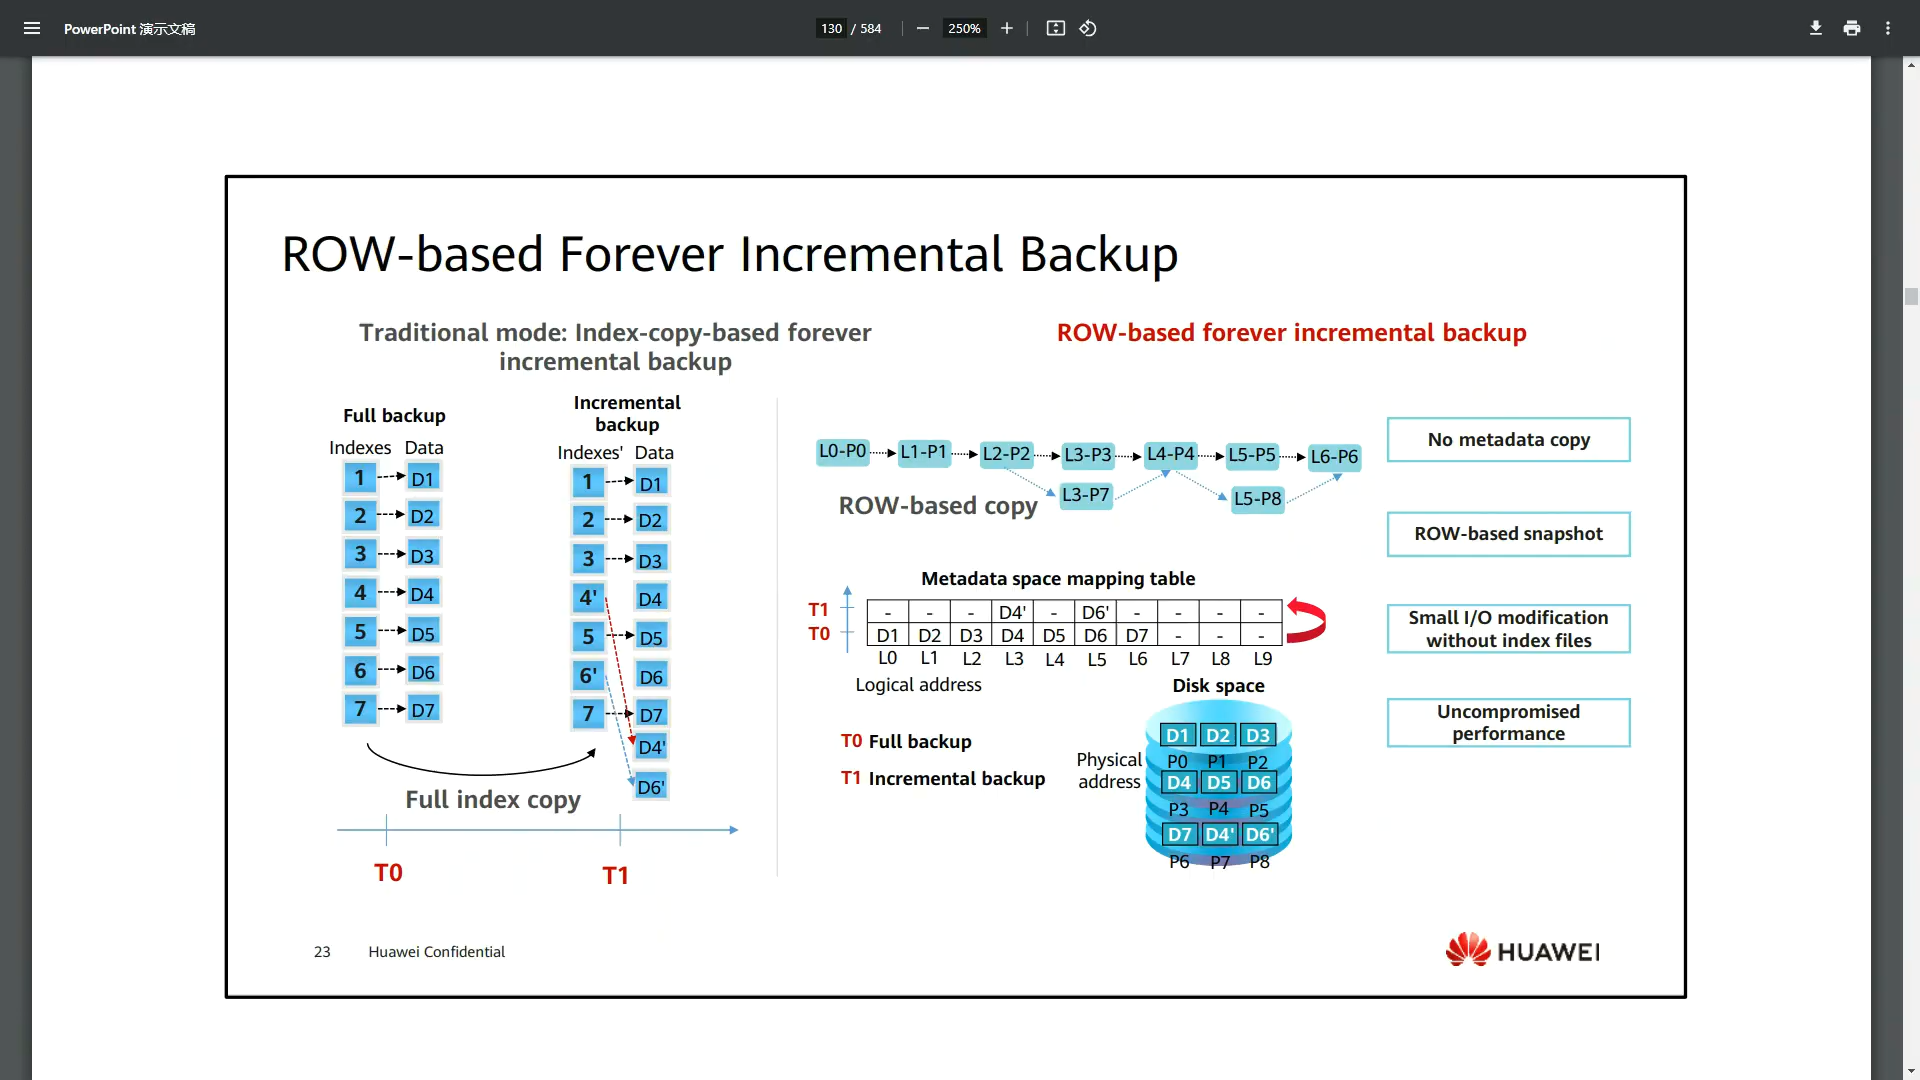 PowerPoint 演示文稿
130 / 584
250%
ROW-based Forever Incremental Backup
Traditional mode: Index-copy-based forever
incremental backup
Full backup
Indexes Data
1 D1
2 D2
3 D3
4 D4
5 D5
6 D6
7 D7
Incremental
backup
Indexes' Data
1 D1
2 D2
3 D3
4' D4
5 D5
6' D6
7 D7
D4'
D6'
Full index copy
T0
T1
ROW-based forever incremental backup
L0-P0 L1-P1 L2-P2 L3-P3 L4-P4 L5-P5 L6-P6
L3-P7 L5-P8
ROW-based copy
Metadata space mapping table
T1 - - - D4' - D6' - - - -
T0 D1 D2 D3 D4 D5 D6 D7 - - -
L0 L1 L2 L3 L4 L5 L6 L7 L8 L9
Logical address
Disk space
T0 Full backup
T1 Incremental backup
Physical
address
D1 D2 D3
P0 P1 P2
D4 D5 D6
P3 P4 P5
D7 D4' D6'
P6 P7 P8
No metadata copy
ROW-based snapshot
Small I/O modification
without index files
Uncompromised
performance
23 Huawei Confidential
HUAWEI